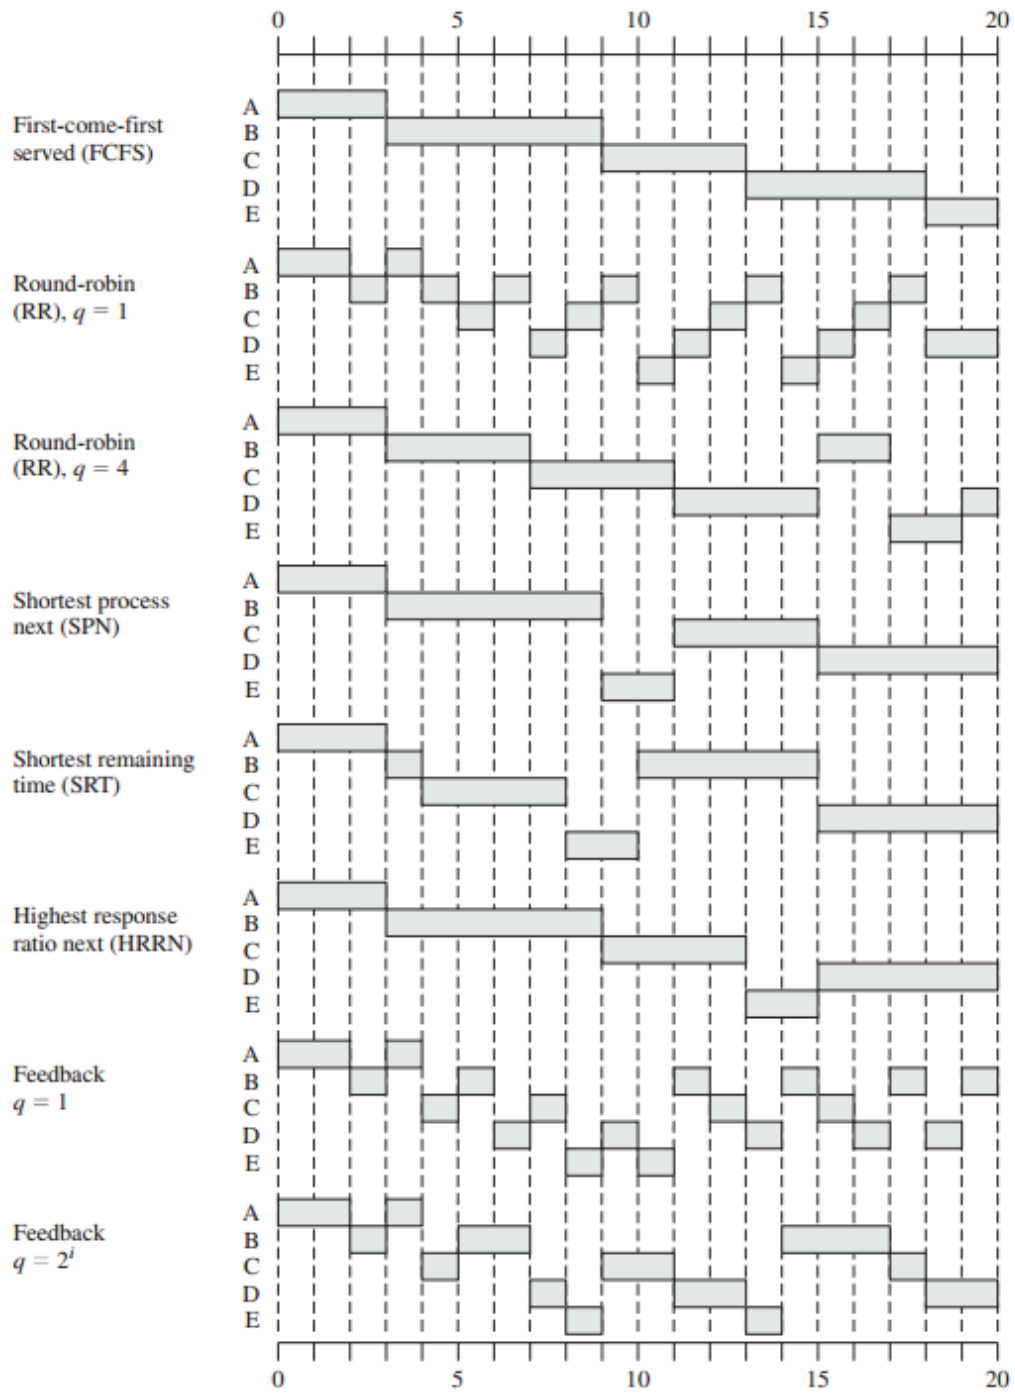 0 5 10 15 20
First-come-first
served (FCFS)
A
B
C
D
E
Round-robin
(RR), q = 1
A
B
C
D
E
Round-robin
(RR), q = 4
A
B
C
D
E
Shortest process
next (SPN)
A
B
C
D
E
Shortest remaining
time (SRT)
A
B
C
D
E
Highest response
ratio next (HRRN)
A
B
C
D
E
Feedback
q = 1
A
B
C
D
E
Feedback
q = 2^i
A
B
C
D
E
0 5 10 15 20